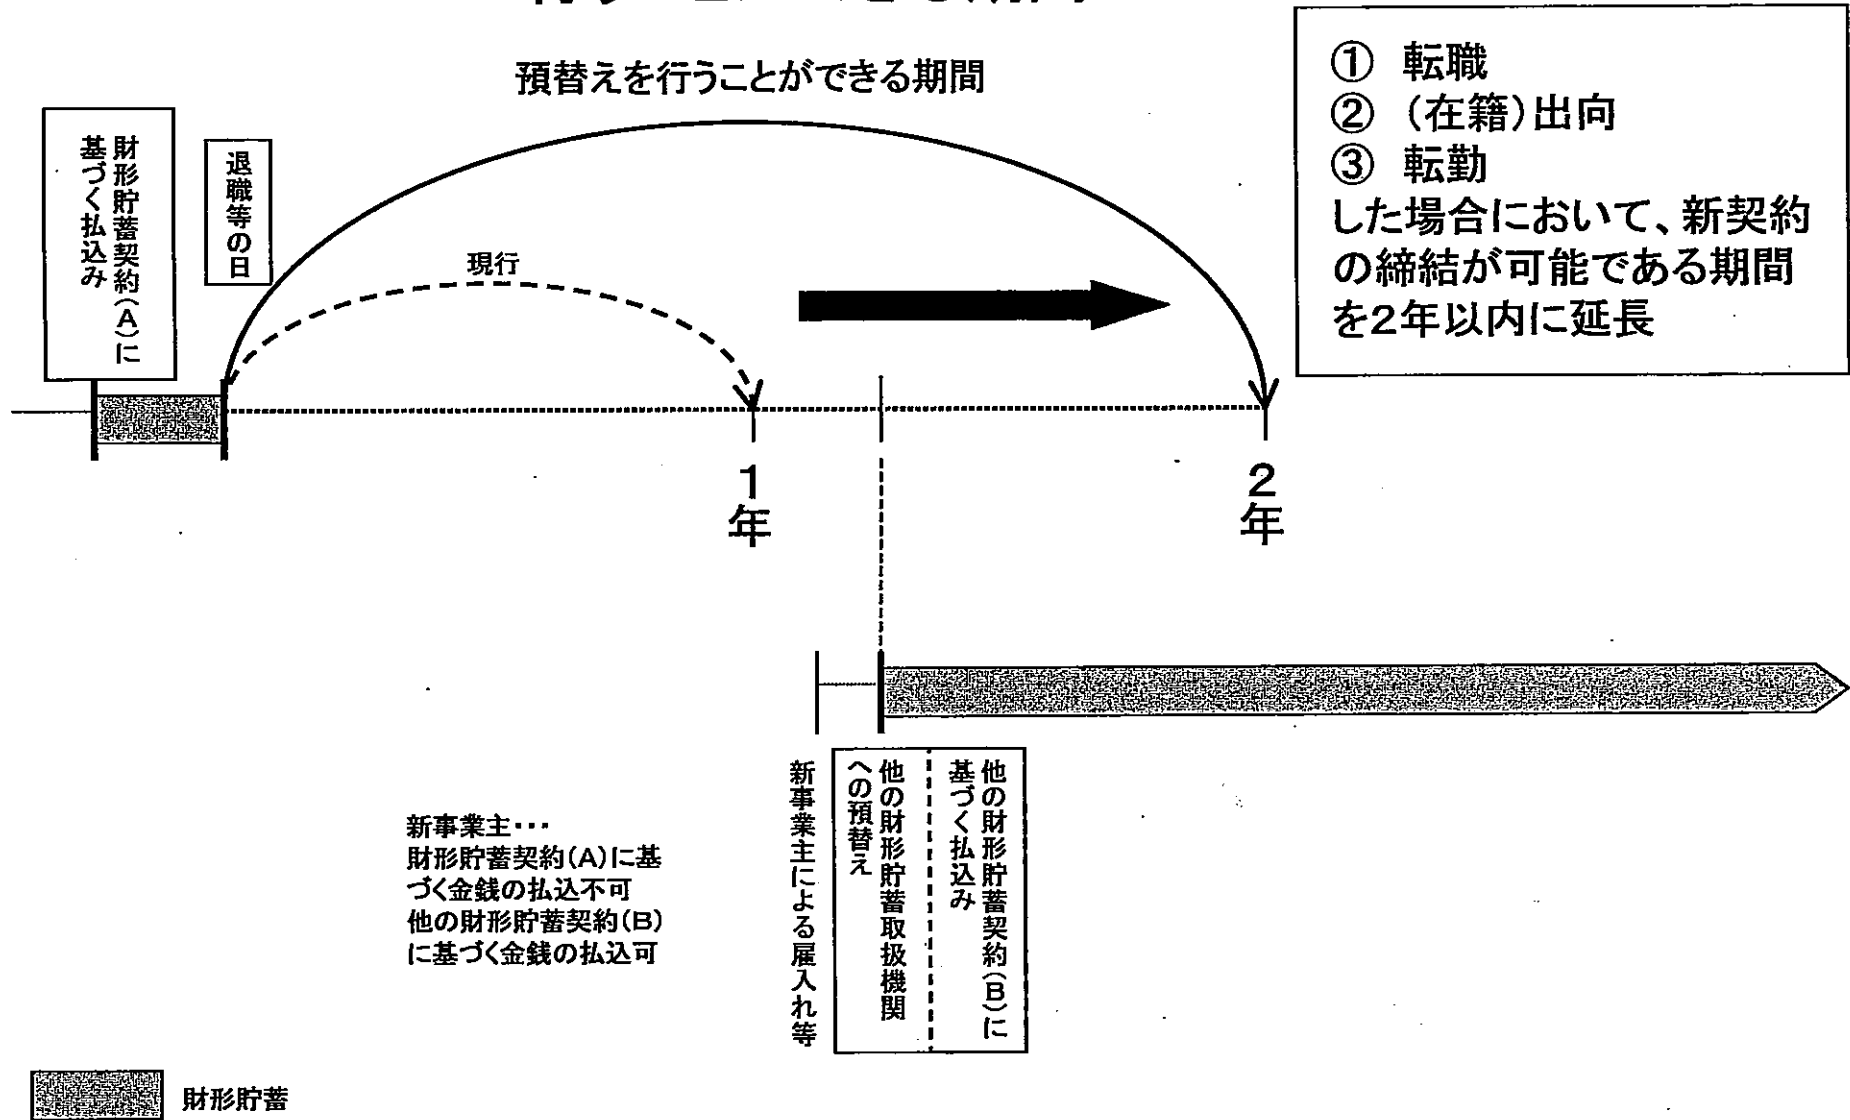 預替えを行うことができる期間
① 転職
② (在籍)出向
③ 転勤
した場合において、新契約
の締結が可能である期間
を2年以内に延長
財形貯蓄契約(A)に
基づく払込み
退職等の日
現行
1年
2年
新事業主による雇入れ等
他の財形貯蓄取扱機関
への預替え
他の財形貯蓄契約(B)に
基づく払込み
新事業主･･･
財形貯蓄契約(A)に基
づく金銭の払込不可
他の財形貯蓄契約(B)
に基づく金銭の払込可
財形貯蓄